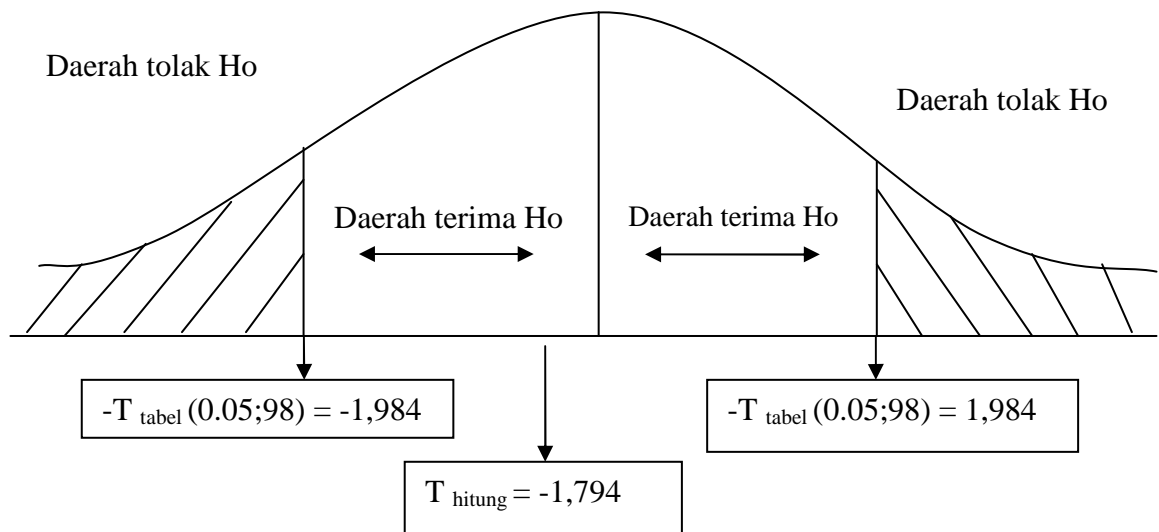 Daerah tolak Ho
Daerah tolak Ho
Daerah terima Ho
Daerah terima Ho
-T tabel (0.05;98) = -1,984
-T tabel (0.05;98) = 1,984
T hitung = -1,794